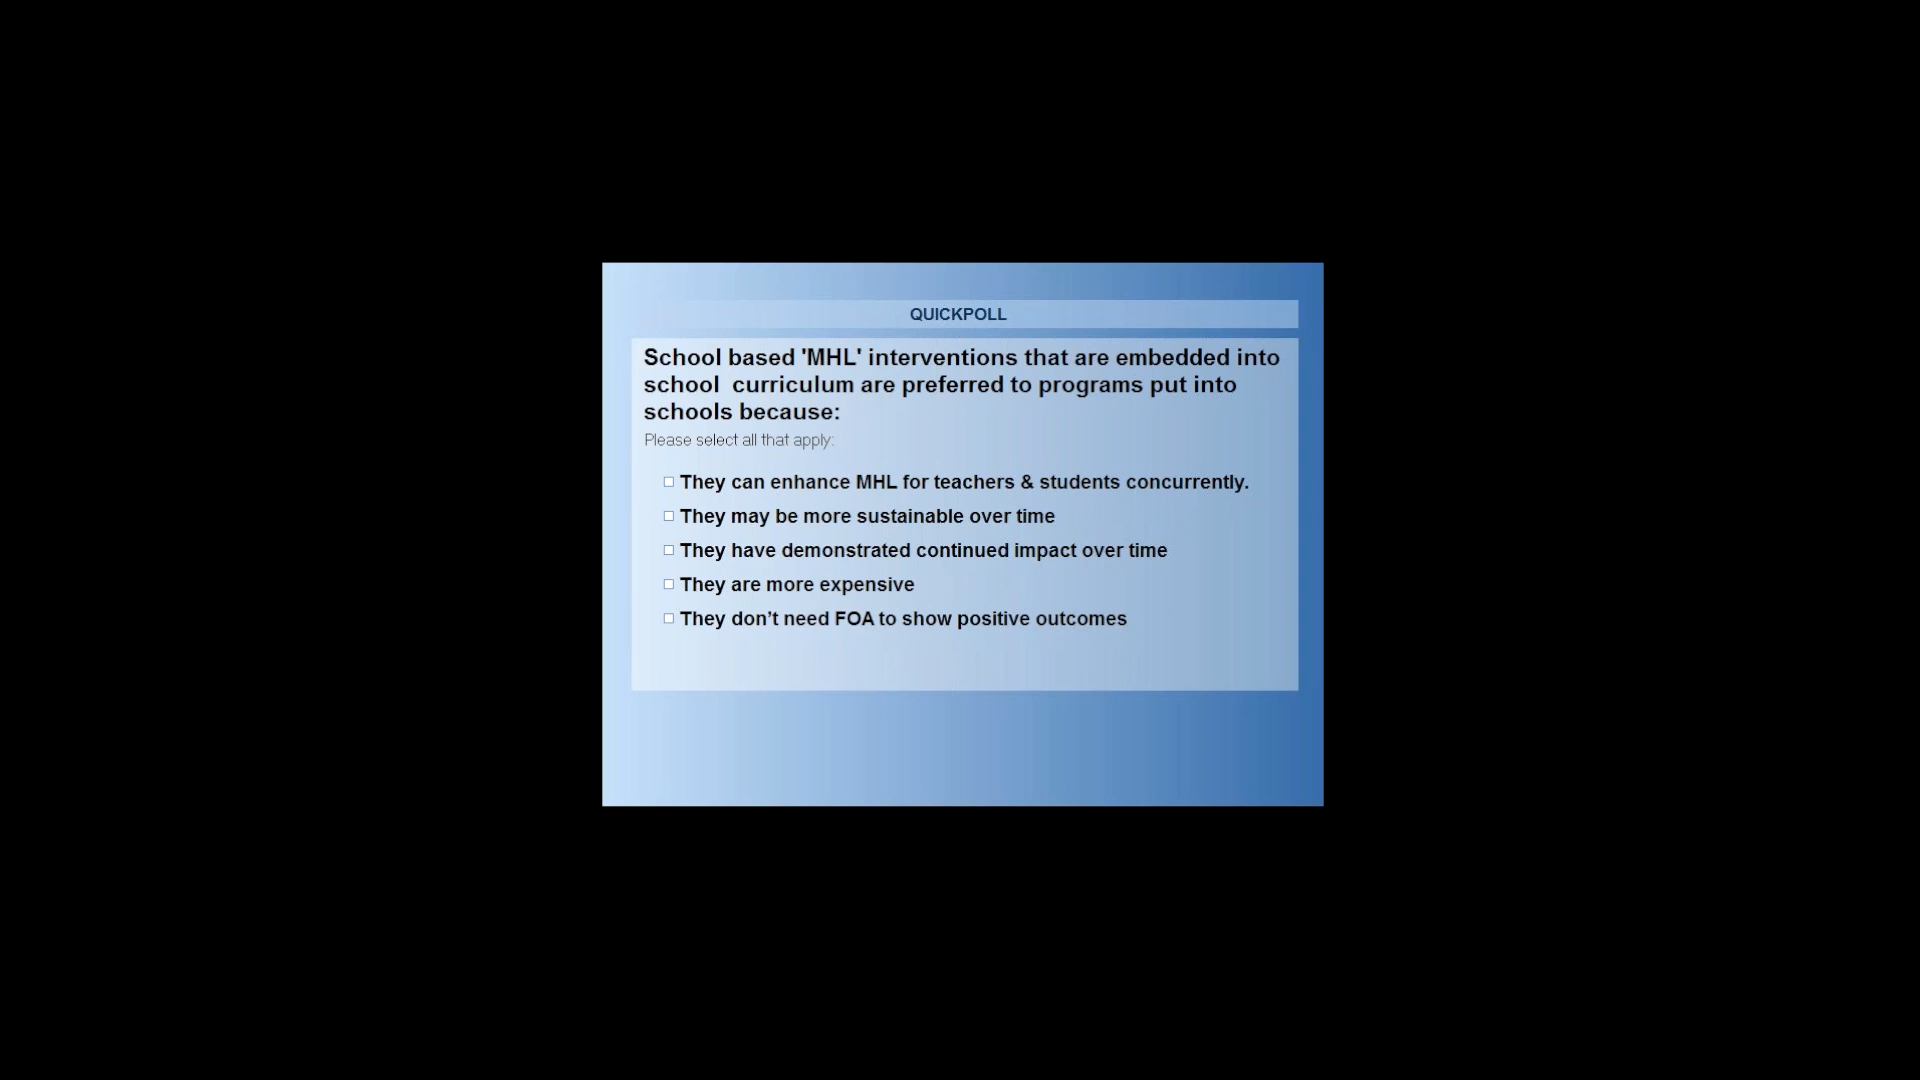 QUICKPOLL
School based 'MHL' interventions that are embedded into
school curriculum are preferred to programs put into
schools because:
Please select all that apply:
They can enhance MHL for teachers & students concurrently.
They may be more sustainable over time
They have demonstrated continued impact over time
They are more expensive
They don’t need FOA to show positive outcomes